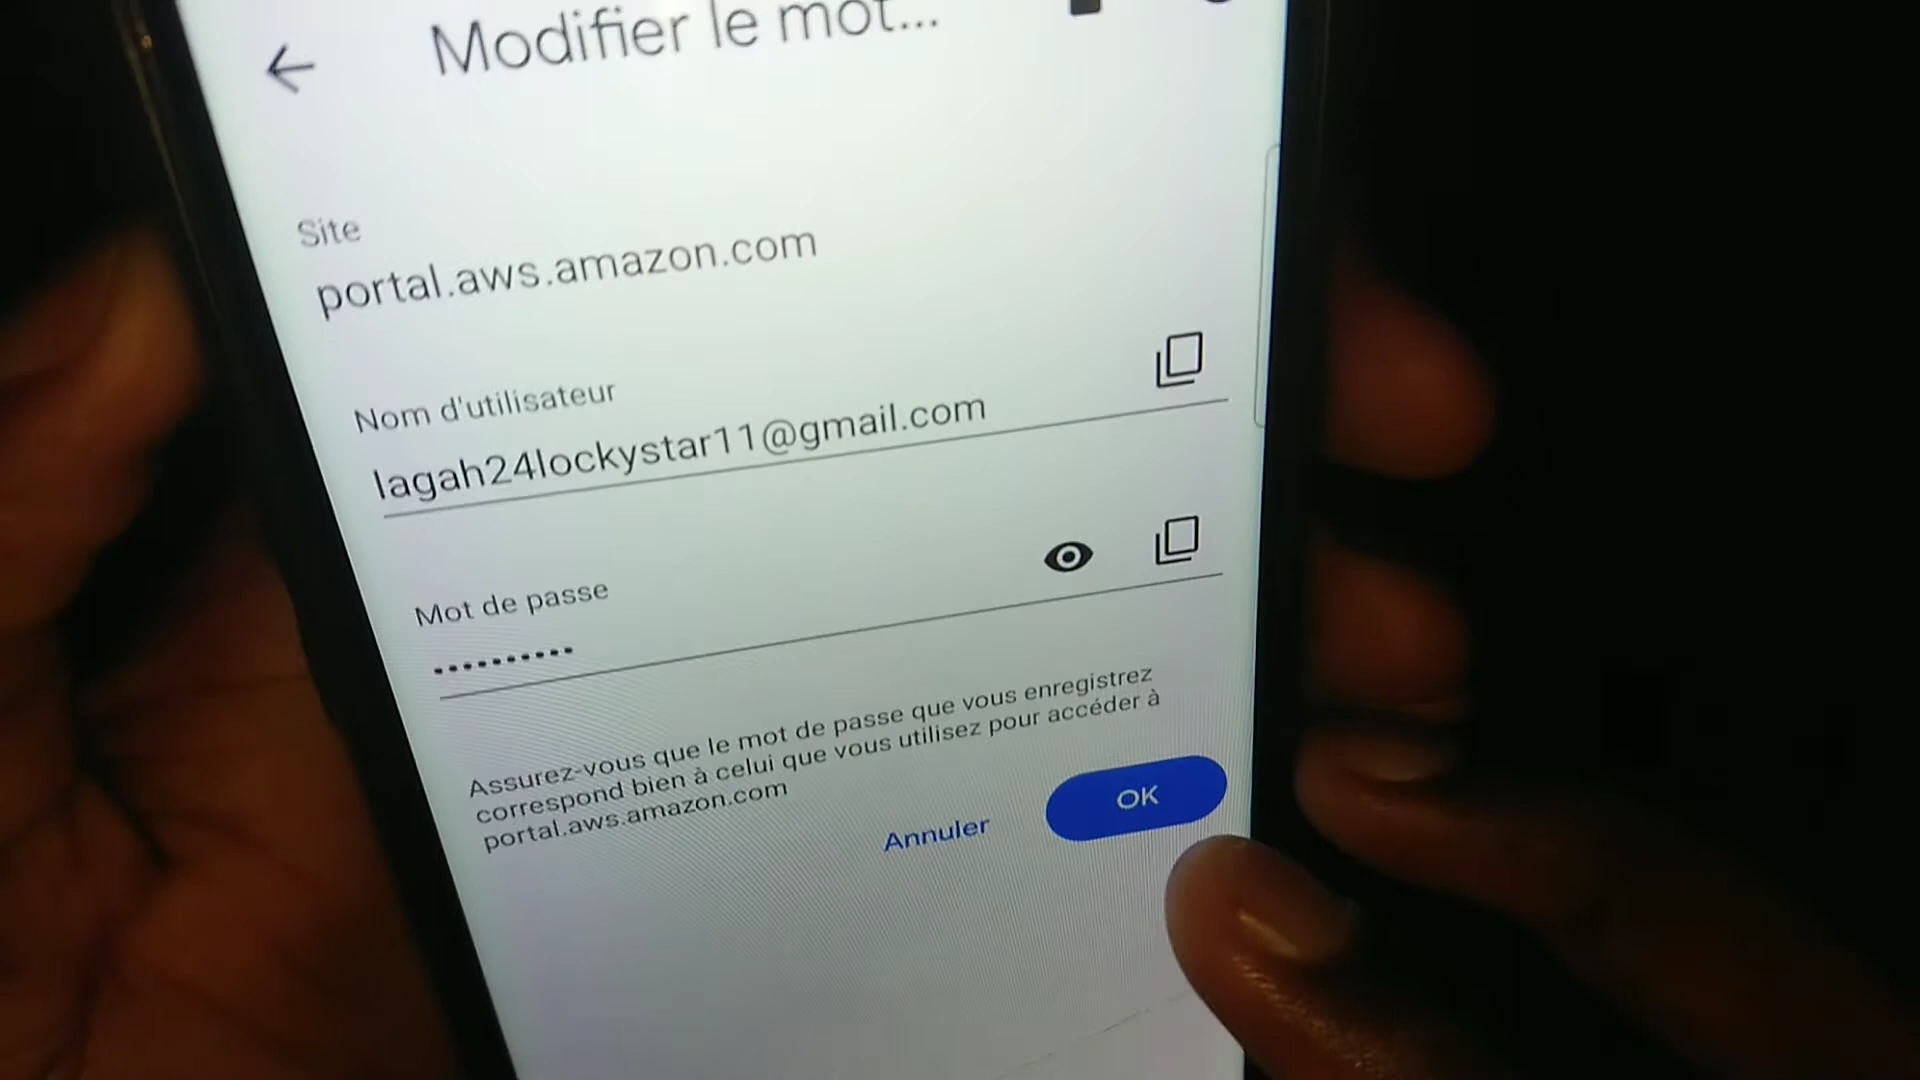 Modifier le mot...
Site
portal.aws.amazon.com
Nom d'utilisateur
lagah24lockystar11@gmail.com
Mot de passe
••••••••••
Assurez-vous que le mot de passe que vous enregistrez
correspond bien à celui que vous utilisez pour accéder à
portal.aws.amazon.com
Annuler
OK